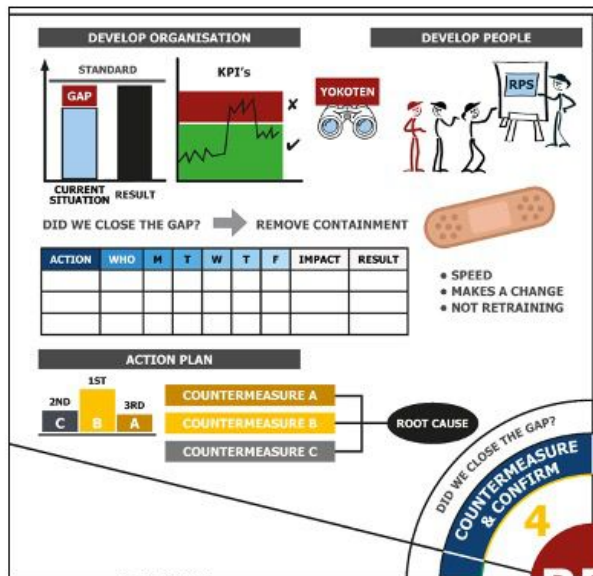 DEVELOP ORGANISATION
DEVELOP PEOPLE
STANDARD
GAP
CURRENT
SITUATION
RESULT
KPI's
✗
✓
YOKOTEN
RPS
DID WE CLOSE THE GAP?
REMOVE CONTAINMENT
ACTION WHO M T W T F IMPACT RESULT
• SPEED
• MAKES A CHANGE
• NOT RETRAINING
ACTION PLAN
1ST
2ND
3RD
C B A
COUNTERMEASURE A
COUNTERMEASURE B
COUNTERMEASURE C
ROOT CAUSE
DID WE CLOSE THE GAP?
COUNTERMEASURE
& CONFIRM
4